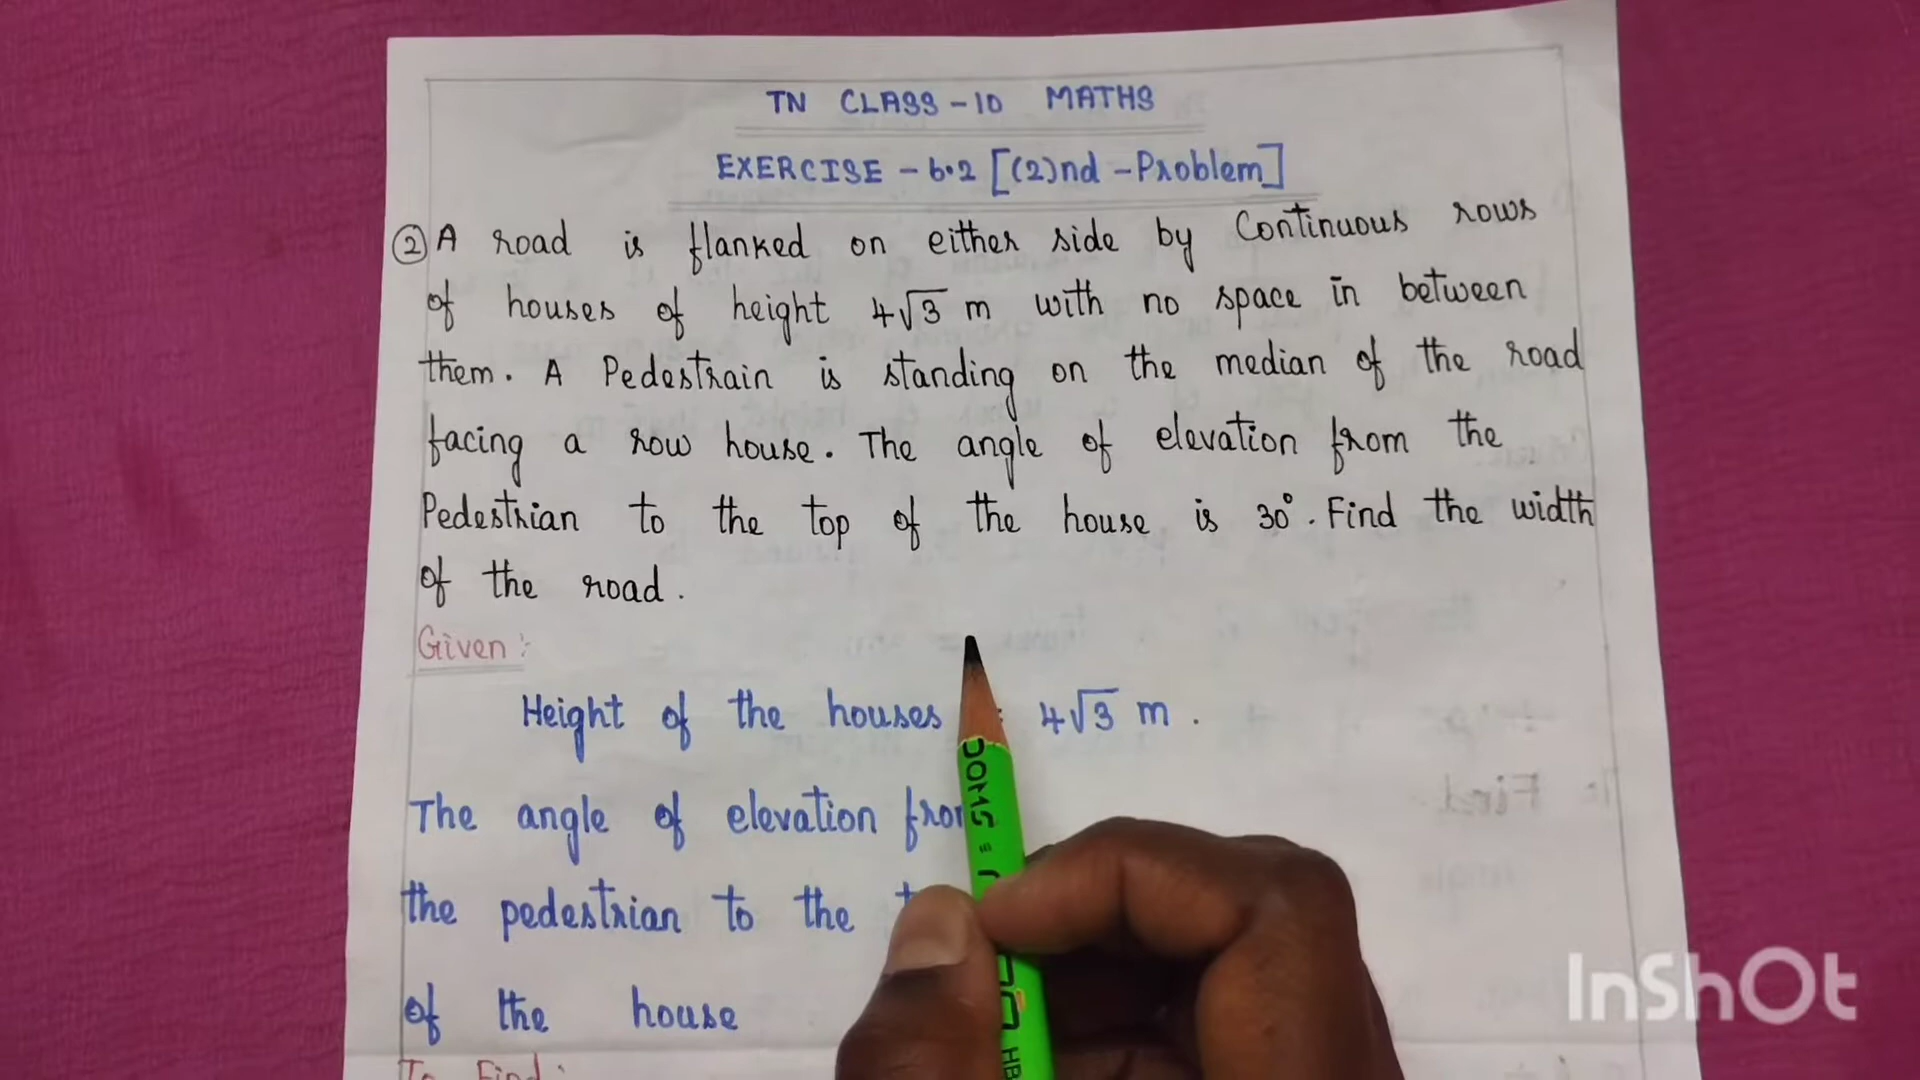 TN CLASS-10 MATHS
EXERCISE - 6.2 [(2)nd - Problem]
② A road is flanked on either side by Continuous rows
of houses of height 4√3 m with no space in between
them. A Pedestrain is standing on the median of the road
facing a row house. The angle of elevation from the
Pedestrian to the top of the house is 30°. Find the width
of the road.
Given:
Height of the houses 4√3 m.
The angle of elevation
the pedestrian to the
of the house
To Find:
DOMS
HB
InShOt